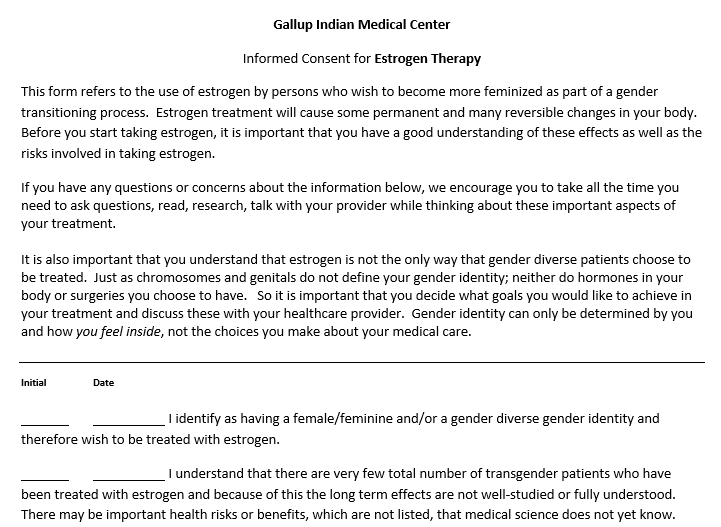 Gallup Indian Medical Center
Informed Consent for Estrogen Therapy
This form refers to the use of estrogen by persons who wish to become more feminized as part of a gender
transitioning process.  Estrogen treatment will cause some permanent and many reversible changes in your body.
Before you start taking estrogen, it is important that you have a good understanding of these effects as well as the
risks involved in taking estrogen.
If you have any questions or concerns about the information below, we encourage you to take all the time you
need to ask questions, read, research, talk with your provider while thinking about these important aspects of
your treatment.
It is also important that you understand that estrogen is not the only way that gender diverse patients choose to
be treated.  Just as chromosomes and genitals do not define your gender identity; neither do hormones in your
body or surgeries you choose to have.   So it is important that you decide what goals you would like to achieve in
your treatment and discuss these with your healthcare provider.  Gender identity can only be determined by you
and how you feel inside, not the choices you make about your medical care.
Initial Date
_______ __________ I identify as having a female/feminine and/or a gender diverse gender identity and
therefore wish to be treated with estrogen.
_______ __________ I understand that there are very few total number of transgender patients who have
been treated with estrogen and because of this the long term effects are not well-studied or fully understood.
There may be important health risks or benefits, which are not listed, that medical science does not yet know.